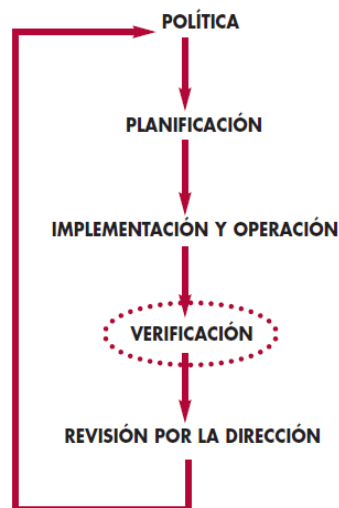 POLÍTICA
PLANIFICACIÓN
IMPLEMENTACIÓN Y OPERACIÓN
VERIFICACIÓN
REVISIÓN POR LA DIRECCIÓN